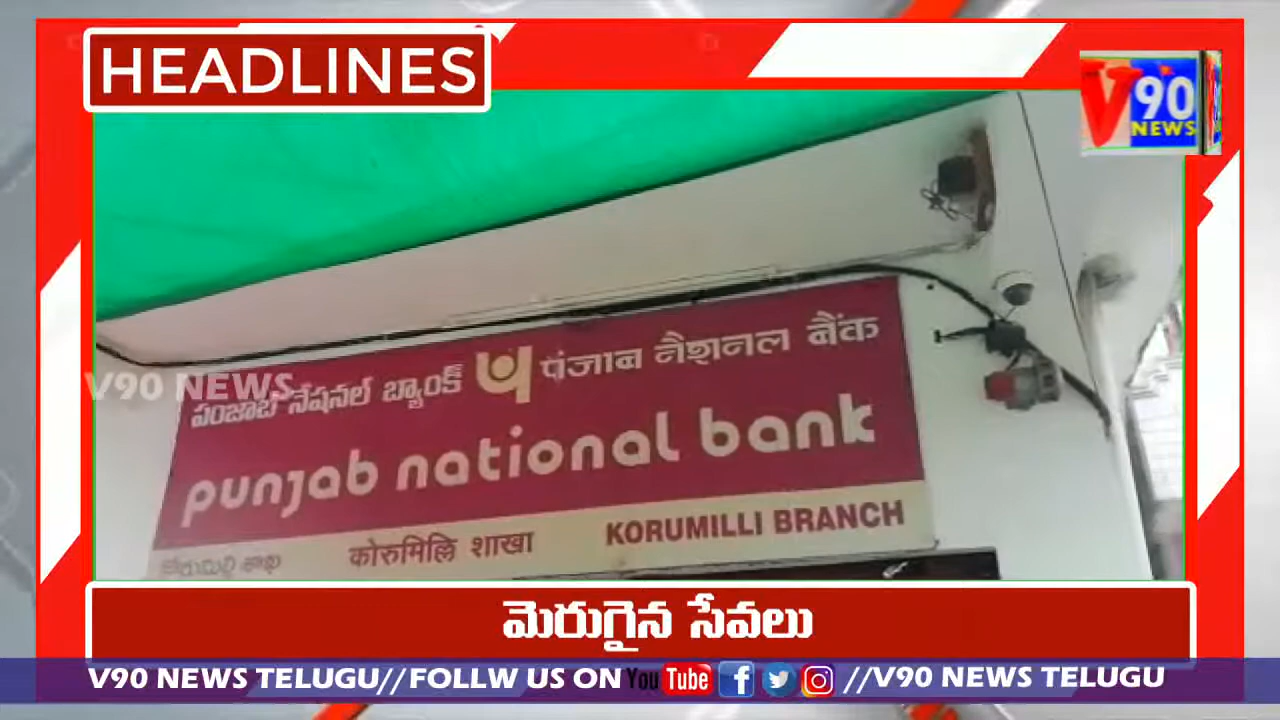 HEADLINES
V90
NEWS
V90 NEWS
పంజాబ్ నేషనల్ బ్యాంక్ पंजाब नैशनल बैंक
punjab national bank
కోరుమిల్లి శాఖ कोरुमिल्लि शाखा KORUMILLI BRANCH
మెరుగైన సేవలు
V90 NEWS TELUGU//FOLLW US ON YouTube //V90 NEWS TELUGU